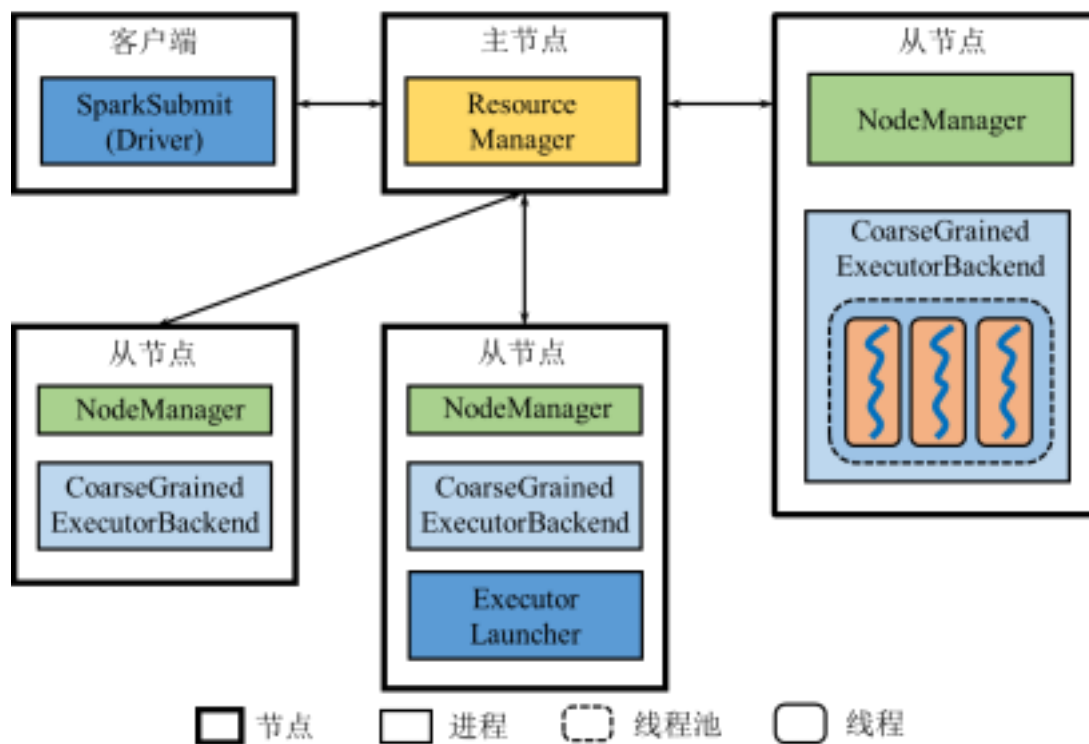 客户端
SparkSubmit
(Driver)
主节点
Resource
Manager
从节点
NodeManager
CoarseGrained
ExecutorBackend
从节点
NodeManager
CoarseGrained
ExecutorBackend
从节点
NodeManager
CoarseGrained
ExecutorBackend
Executor
Launcher
节点
进程
线程池
线程